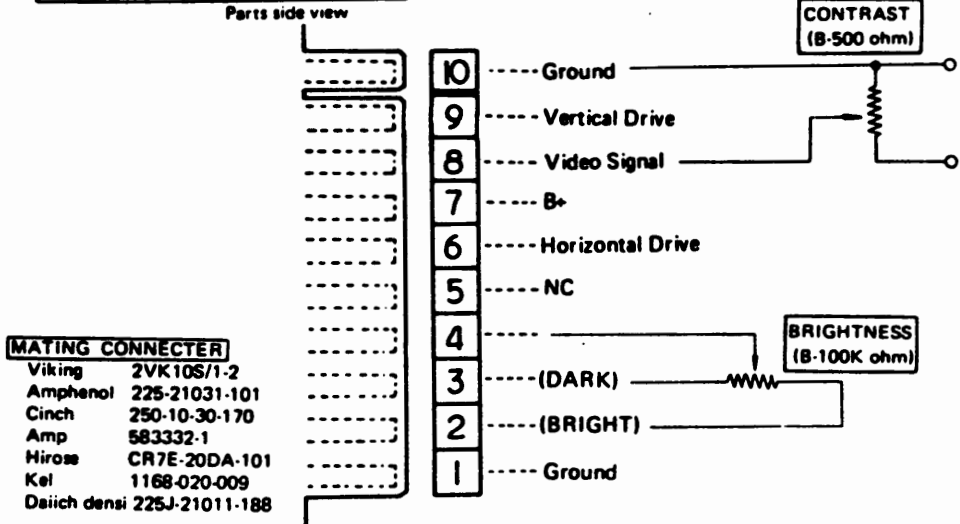 Parts side view
CONTRAST
(B-500 ohm)
10 ----- Ground
9 ----- Vertical Drive
8 ----- Video Signal
7 ----- B+
6 ----- Horizontal Drive
5 ----- NC
4 -----
3 ----- (DARK)
2 ----- (BRIGHT)
1 ----- Ground
BRIGHTNESS
(B-100K ohm)
MATING CONNECTER
Viking 2VK10S/1-2
Amphenol 225-21031-101
Cinch 250-10-30-170
Amp 583332-1
Hirose CR7E-20DA-101
Kel 1168-020-009
Daiich densi 225J-21011-188